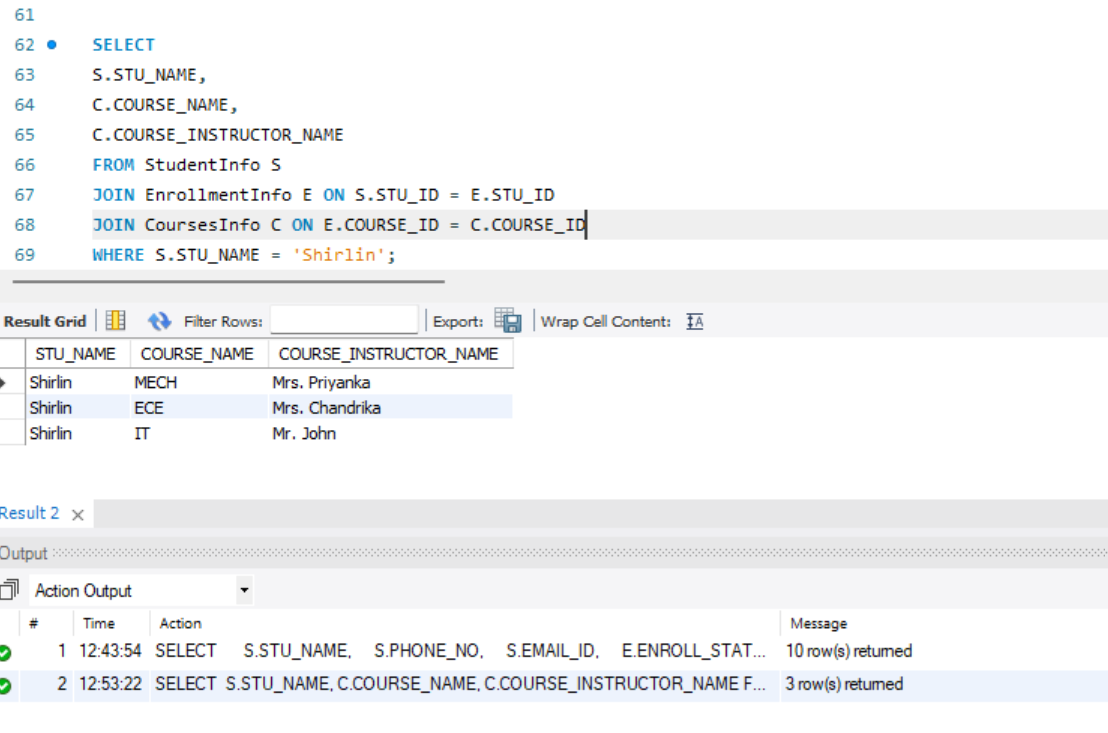 61
62 SELECT
63 S.STU_NAME,
64 C.COURSE_NAME,
65 C.COURSE_INSTRUCTOR_NAME
66 FROM StudentInfo S
67 JOIN EnrollmentInfo E ON S.STU_ID = E.STU_ID
68 JOIN CoursesInfo C ON E.COURSE_ID = C.COURSE_ID
69 WHERE S.STU_NAME = 'Shirlin';
Result Grid Filter Rows: Export: Wrap Cell Content: IA
STU_NAME COURSE_NAME COURSE_INSTRUCTOR_NAME
Shirlin MECH Mrs. Priyanka
Shirlin ECE Mrs. Chandrika
Shirlin IT Mr. John
Result 2 ×
Output
Action Output
# Time Action Message
1 12:43:54 SELECT S.STU_NAME, S.PHONE_NO, S.EMAIL_ID, E.ENROLL_STAT... 10 row(s) returned
2 12:53:22 SELECT S.STU_NAME, C.COURSE_NAME, C.COURSE_INSTRUCTOR_NAME F... 3 row(s) returned